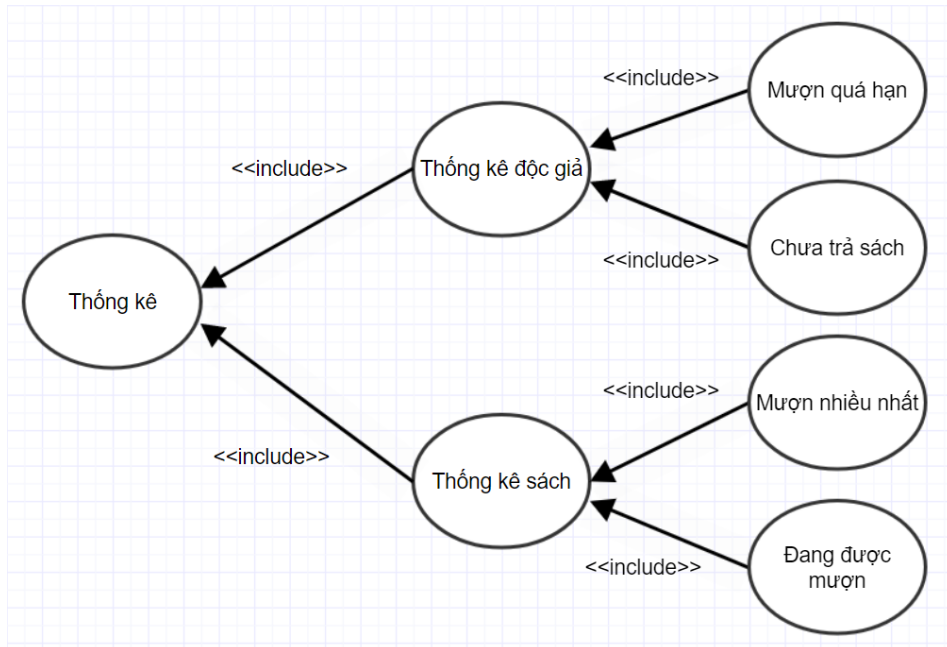 <<include>>
Mượn quá hạn
<<include>>
Thống kê độc giả
Chưa trả sách
<<include>>
Thống kê
<<include>>
Mượn nhiều nhất
<<include>>
Thống kê sách
<<include>>
Đang được
mượn